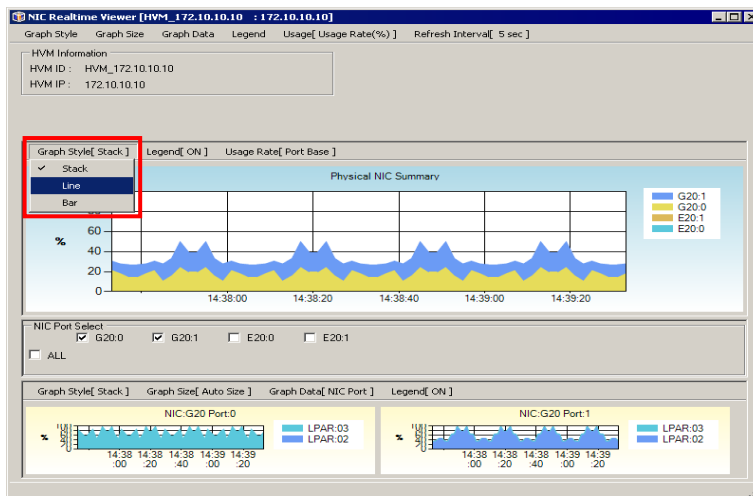 NIC Realtime Viewer [HVM_172.10.10.10 : 172.10.10.10]
Graph Style Graph Size Graph Data Legend Usage[ Usage Rate(%) ] Refresh Interval[ 5 sec ]
HVM Information
HVM ID : HVM_172.10.10.10
HVM IP : 172.10.10.10
Graph Style[ Stack ] Legend[ ON ] Usage Rate[ Port Base ]
Stack
Line
Bar
Physical NIC Summary
G20:1
G20:0
E20:1
E20:0
%
60
40
20
0
14:38:00 14:38:20 14:38:40 14:39:00 14:39:20
NIC Port Select
G20:0 G20:1 E20:0 E20:1
ALL
Graph Style[ Stack ] Graph Size[ Auto Size ] Graph Data[ NIC Port ] Legend[ ON ]
NIC:G20 Port:0
%
LPAR:03
LPAR:02
14:38 14:38 14:38 14:39 14:39
:00 :20 :40 :00 :20
NIC:G20 Port:1
%
LPAR:03
LPAR:02
14:38 14:38 14:38 14:39 14:39
:00 :20 :40 :00 :20